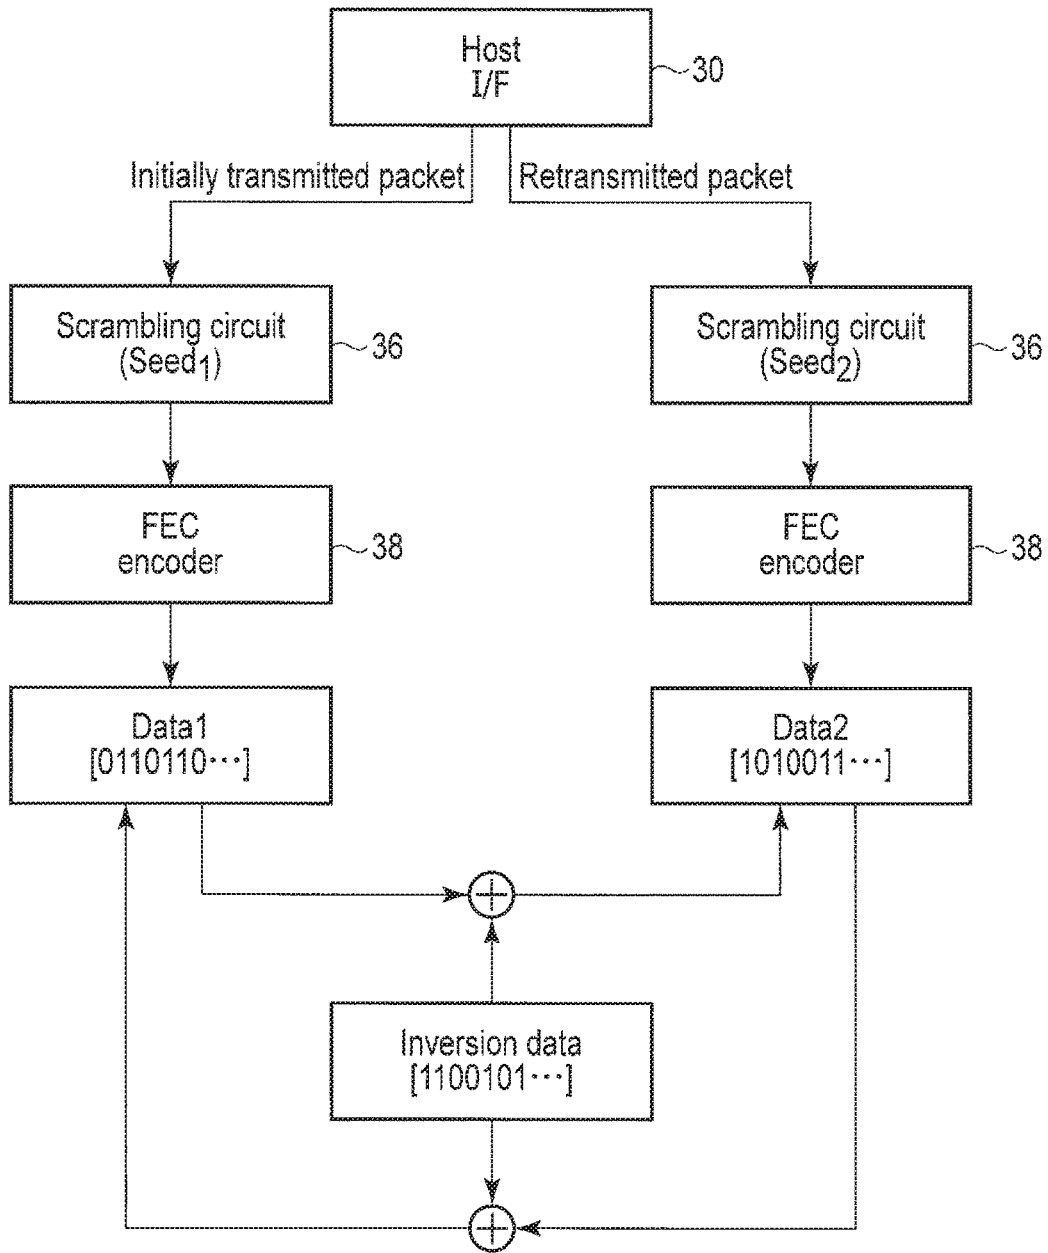 Host
I/F
30
Initially transmitted packet
Retransmitted packet
Scrambling circuit
(Seed1)
36
Scrambling circuit
(Seed2)
36
FEC
encoder
38
FEC
encoder
38
Data1
[0110110···]
Data2
[1010011···]
Inversion data
[1100101···]